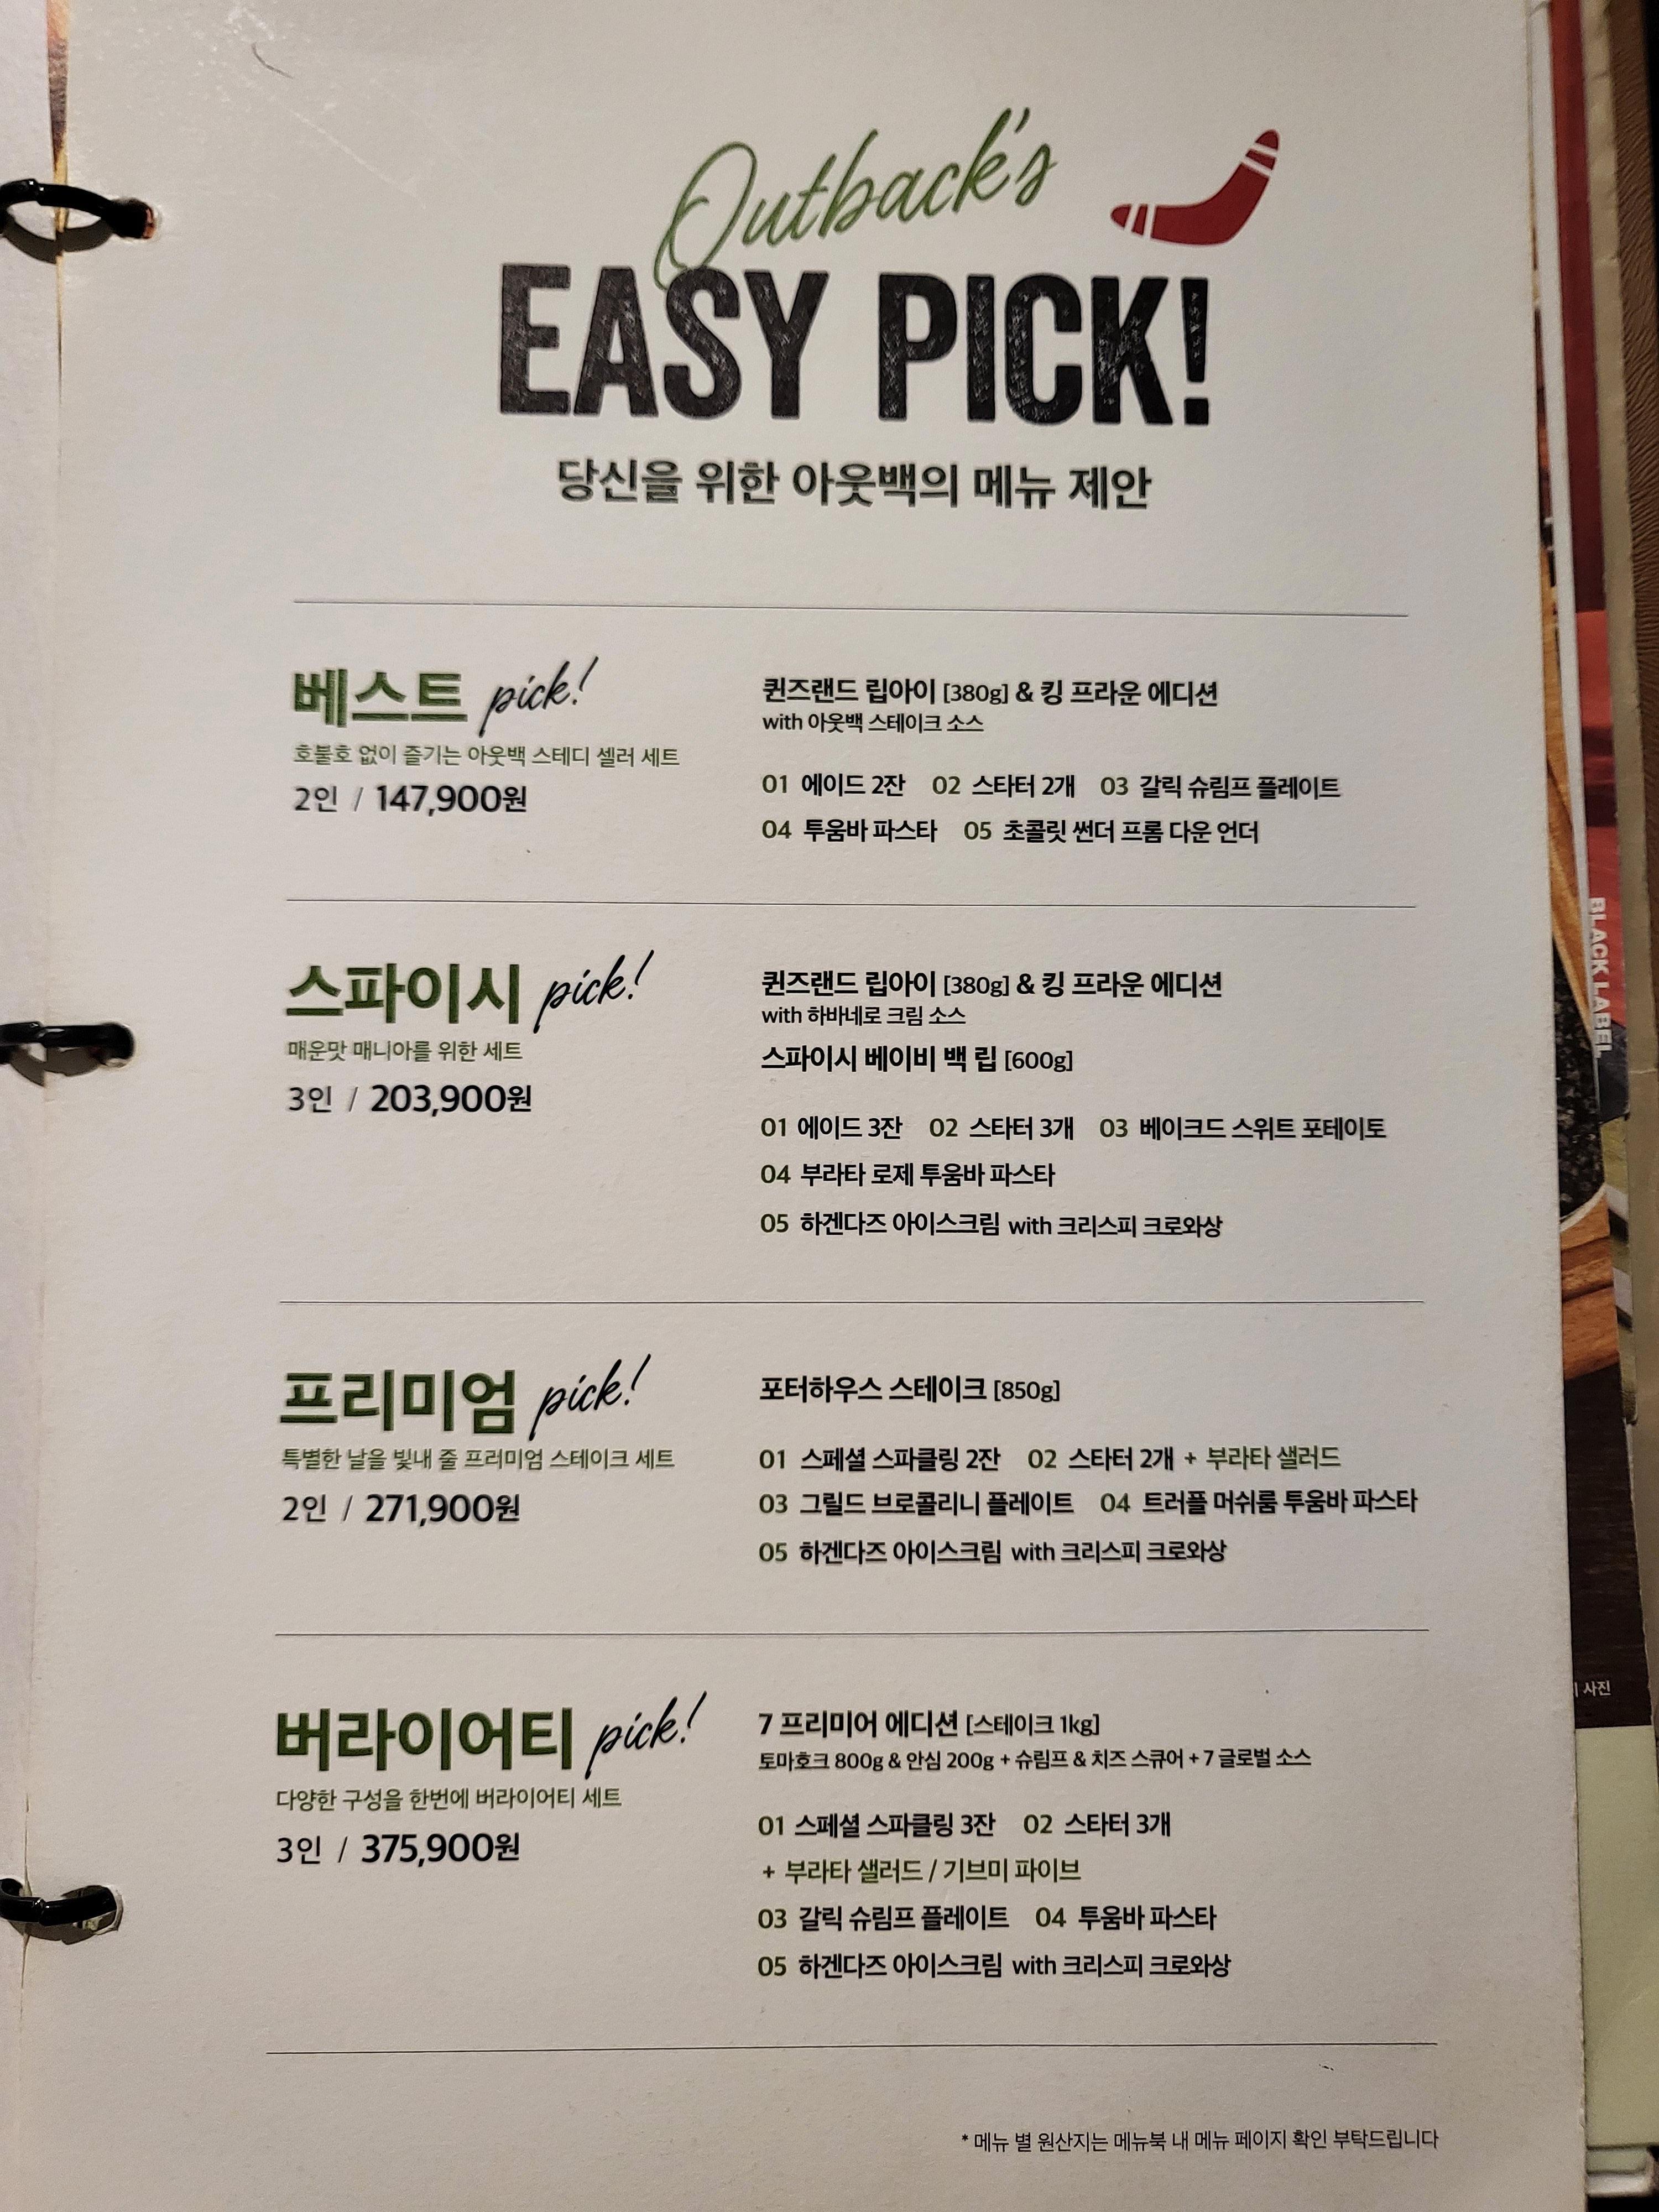 Outback's
EASY PICK!
당신을 위한 아웃백의 메뉴 제안
베스트 pick!
호불호 없이 즐기는 아웃백 스테디 셀러 세트
2인 / 147,900원
퀸즈랜드 립아이 [380g] & 킹 프라운 에디션
with 아웃백 스테이크 소스
01 에이드 2잔 02 스타터 2개 03 갈릭 슈림프 플레이트
04 투움바 파스타 05 초콜릿 썬더 프롬 다운 언더
스파이시 pick!
매운맛 매니아를 위한 세트
3인 / 203,900원
퀸즈랜드 립아이 [380g] & 킹 프라운 에디션
with 하바네로 크림 소스
스파이시 베이비 백 립 [600g]
01 에이드 3잔 02 스타터 3개 03 베이크드 스위트 포테이토
04 부라타 로제 투움바 파스타
05 하겐다즈 아이스크림 with 크리스피 크로와상
프리미엄 pick!
특별한 날을 빛내 줄 프러미엄 스테이크 세트
2인 / 271,900원
포터하우스 스테이크 [850g]
01 스페셜 스파클링 2잔 02 스타터 2개 + 부라타 샐러드
03 그릴드 브로콜리니 플레이트 04 트러플 머쉬룸 투움바 파스타
05 하겐다즈 아이스크림 with 크리스피 크로와상
버라이어티 pick!
다양한 구성을 한번에 버라이어티 세트
3인 / 375,900원
7 프리미어 에디션 [스테이크 1kg]
토마호크 800g & 안심 200g + 슈림프 & 치즈 스큐어 + 7 글로벌 소스
01 스페셜 스파클링 3잔 02 스타터 3개
+ 부라타 샐러드 / 기브미 파이브
03 갈릭 슈림프 플레이트 04 투움바 파스타
05 하겐다즈 아이스크림 with 크리스피 크로와상
* 메뉴 별 원산지는 메뉴북 내 메뉴 페이지 확인 부탁드립니다
BLACK LABEL
사진